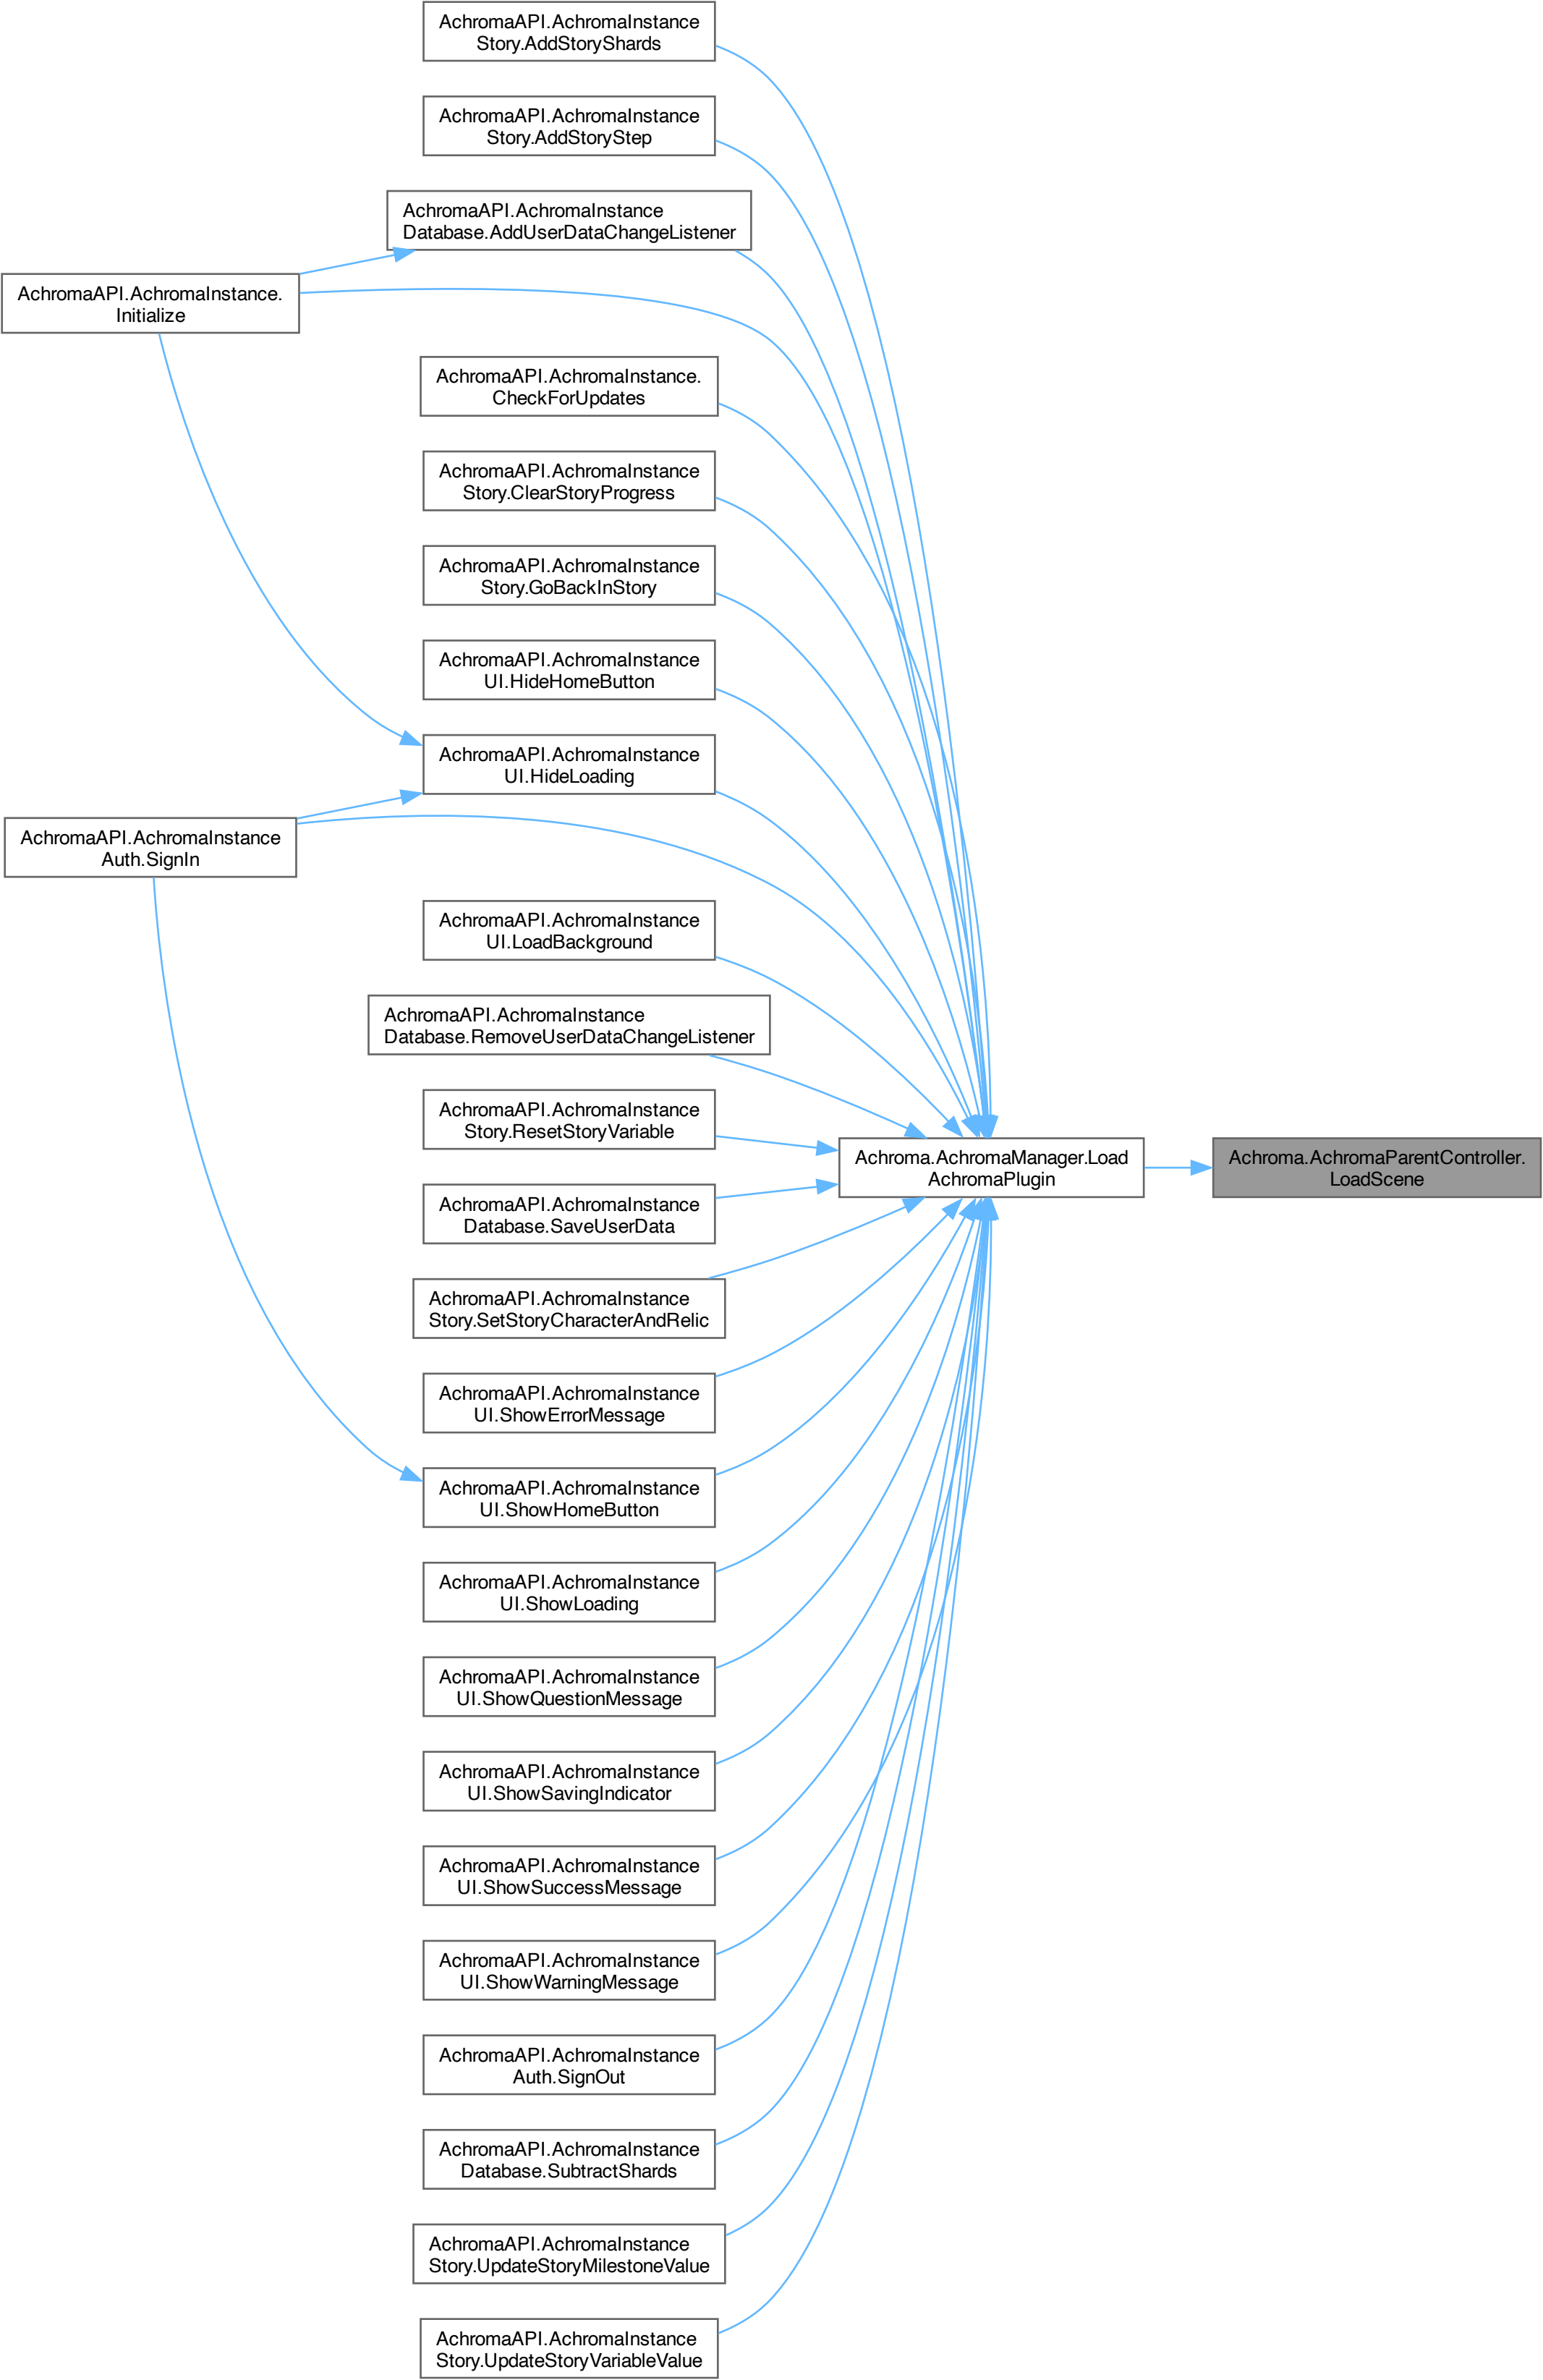 AchromaAPI.AchromaInstance
Story.AddStoryShards
AchromaAPI.AchromaInstance
Story.AddStoryStep
AchromaAPI.AchromaInstance
Database.AddUserDataChangeListener
AchromaAPI.AchromaInstance.
Initialize
AchromaAPI.AchromaInstance.
CheckForUpdates
AchromaAPI.AchromaInstance
Story.ClearStoryProgress
AchromaAPI.AchromaInstance
Story.GoBackInStory
AchromaAPI.AchromaInstance
UI.HideHomeButton
AchromaAPI.AchromaInstance
UI.HideLoading
AchromaAPI.AchromaInstance
Auth.SignIn
AchromaAPI.AchromaInstance
UI.LoadBackground
AchromaAPI.AchromaInstance
Database.RemoveUserDataChangeListener
AchromaAPI.AchromaInstance
Story.ResetStoryVariable
Achroma.AchromaManager.Load
AchromaPlugin
Achroma.AchromaParentController.
LoadScene
AchromaAPI.AchromaInstance
Database.SaveUserData
AchromaAPI.AchromaInstance
Story.SetStoryCharacterAndRelic
AchromaAPI.AchromaInstance
UI.ShowErrorMessage
AchromaAPI.AchromaInstance
UI.ShowHomeButton
AchromaAPI.AchromaInstance
UI.ShowLoading
AchromaAPI.AchromaInstance
UI.ShowQuestionMessage
AchromaAPI.AchromaInstance
UI.ShowSavingIndicator
AchromaAPI.AchromaInstance
UI.ShowSuccessMessage
AchromaAPI.AchromaInstance
UI.ShowWarningMessage
AchromaAPI.AchromaInstance
Auth.SignOut
AchromaAPI.AchromaInstance
Database.SubtractShards
AchromaAPI.AchromaInstance
Story.UpdateStoryMilestoneValue
AchromaAPI.AchromaInstance
Story.UpdateStoryVariableValue